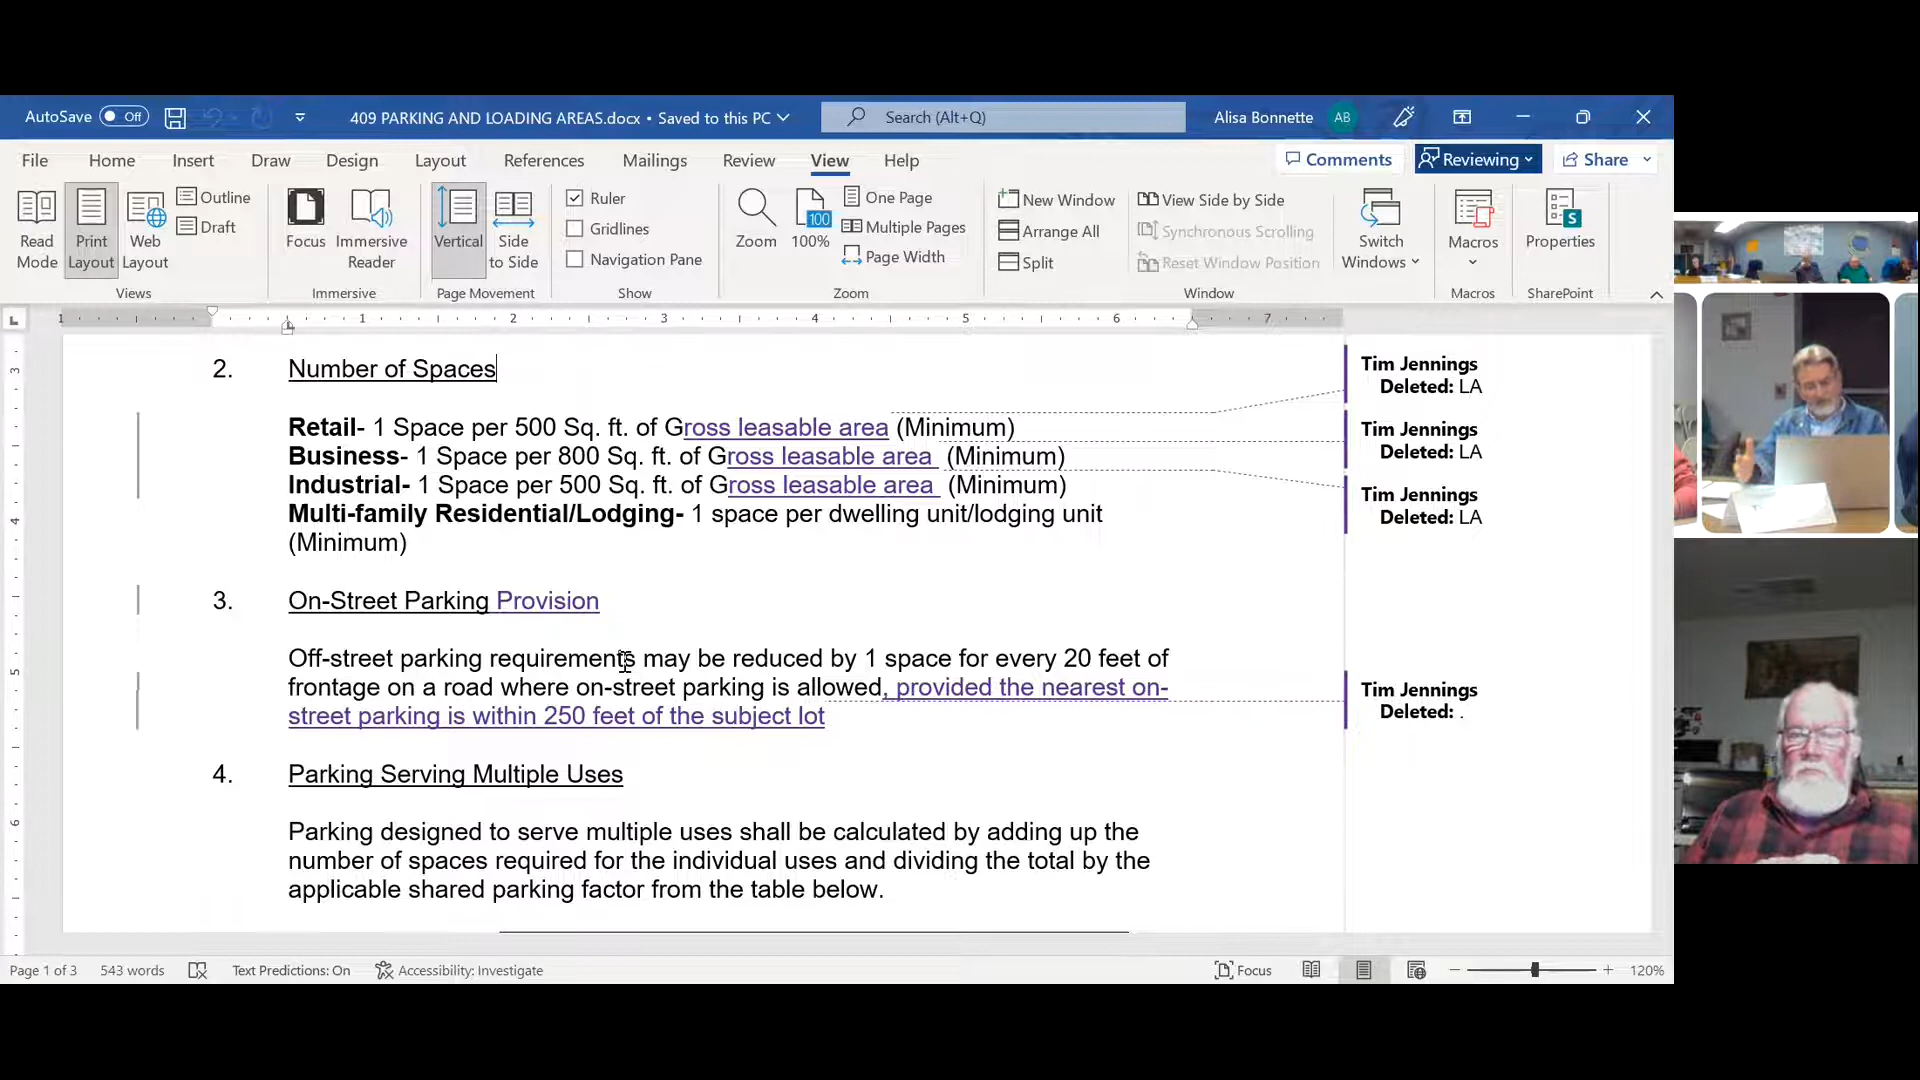 AutoSave Off 409 PARKING AND LOADING AREAS.docx • Saved to this PC Search (Alt+Q) Alisa Bonnette AB
File Home Insert Draw Design Layout References Mailings Review View Help Comments Reviewing Share
Read Mode
Print Layout
Web Layout
Outline
Draft
Views
Focus
Immersive Reader
Immersive
Vertical
Side to Side
Page Movement
Ruler
Gridlines
Navigation Pane
Show
Zoom
100
100%
One Page
Multiple Pages
Page Width
Zoom
New Window
Arrange All
Split
View Side by Side
Synchronous Scrolling
Reset Window Position
Switch Windows
Window
Macros
Macros
S
Properties
SharePoint
L
1 1 2 3 4 5 6 7
3
4
5
6
2. Number of Spaces
Retail- 1 Space per 500 Sq. ft. of Gross leasable area (Minimum)
Business- 1 Space per 800 Sq. ft. of Gross leasable area (Minimum)
Industrial- 1 Space per 500 Sq. ft. of Gross leasable area (Minimum)
Multi-family Residential/Lodging- 1 space per dwelling unit/lodging unit
(Minimum)
3. On-Street Parking Provision
Off-street parking requirements may be reduced by 1 space for every 20 feet of
frontage on a road where on-street parking is allowed, provided the nearest on-
street parking is within 250 feet of the subject lot
4. Parking Serving Multiple Uses
Parking designed to serve multiple uses shall be calculated by adding up the
number of spaces required for the individual uses and dividing the total by the
applicable shared parking factor from the table below.
Tim Jennings
Deleted: LA
Tim Jennings
Deleted: LA
Tim Jennings
Deleted: LA
Tim Jennings
Deleted: .
Page 1 of 3 543 words Text Predictions: On Accessibility: Investigate Focus 120%